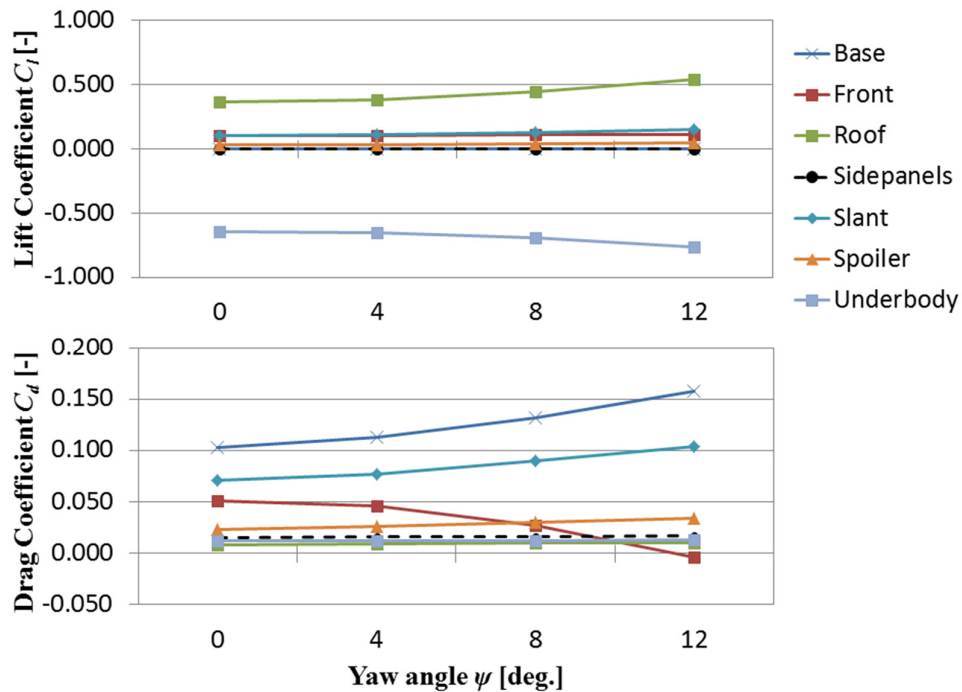 Lift Coefficient C_l [-]
1.000
0.500
0.000
-0.500
-1.000
0 4 8 12
Base
Front
Roof
Sidepanels
Slant
Spoiler
Underbody
Drag Coefficient C_d [-]
0.200
0.150
0.100
0.050
0.000
-0.050
0 4 8 12
Yaw angle ψ [deg.]